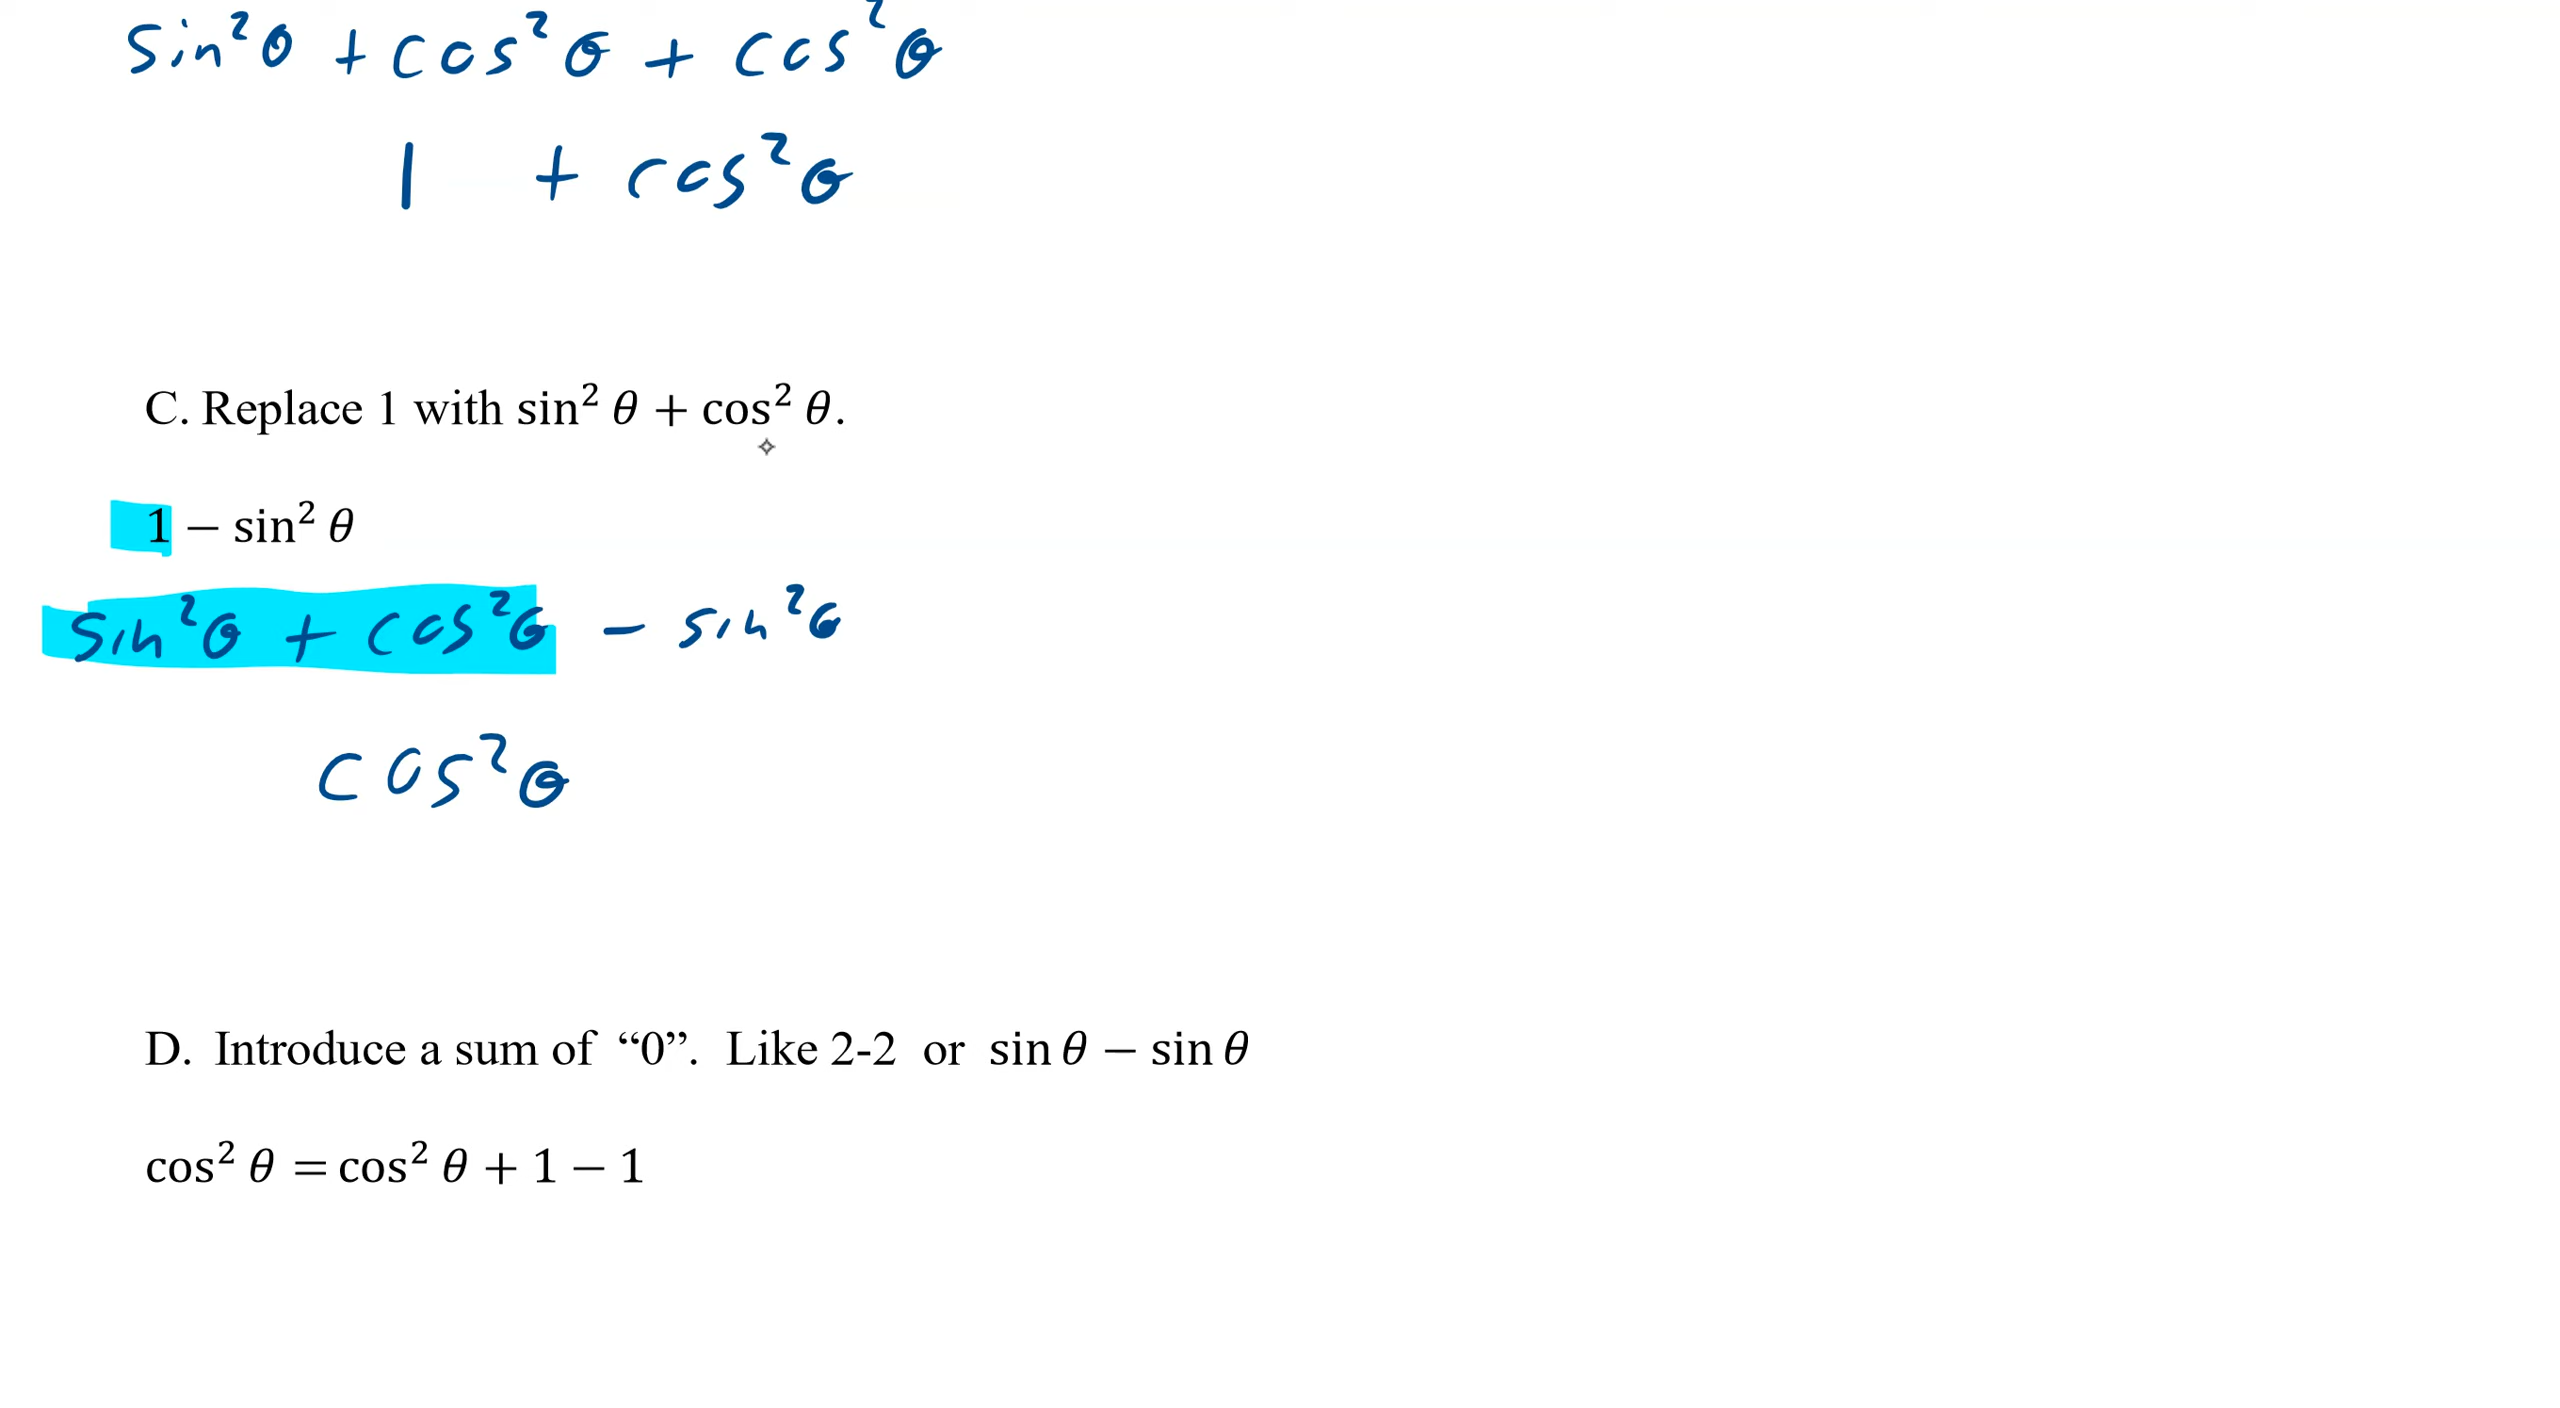 sin²θ + cos²θ + cos²θ
1 + cos²θ
C. Replace 1 with sin² θ + cos² θ.
1 − sin² θ
sin²θ + cos²θ − sin²θ
cos²θ
D. Introduce a sum of “0”. Like 2-2 or sin θ − sin θ
cos² θ = cos² θ + 1 − 1